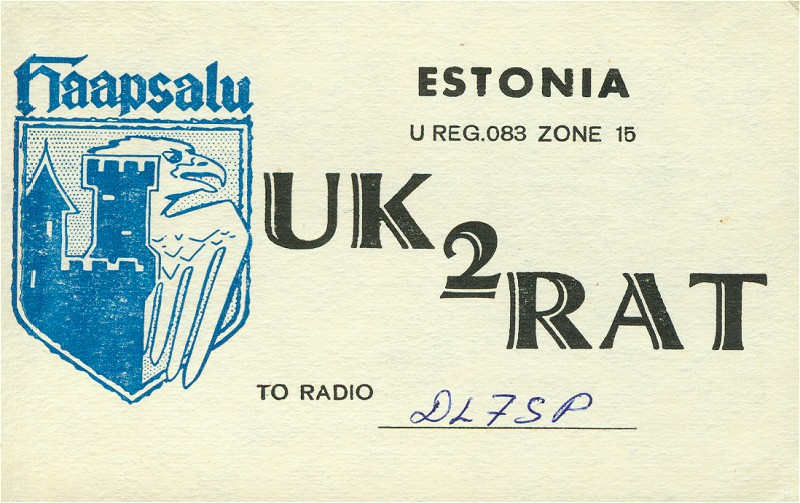 Haapsalu
ESTONIA
U REG.083 ZONE 15
UK2RAT
TO RADIO DL7SP